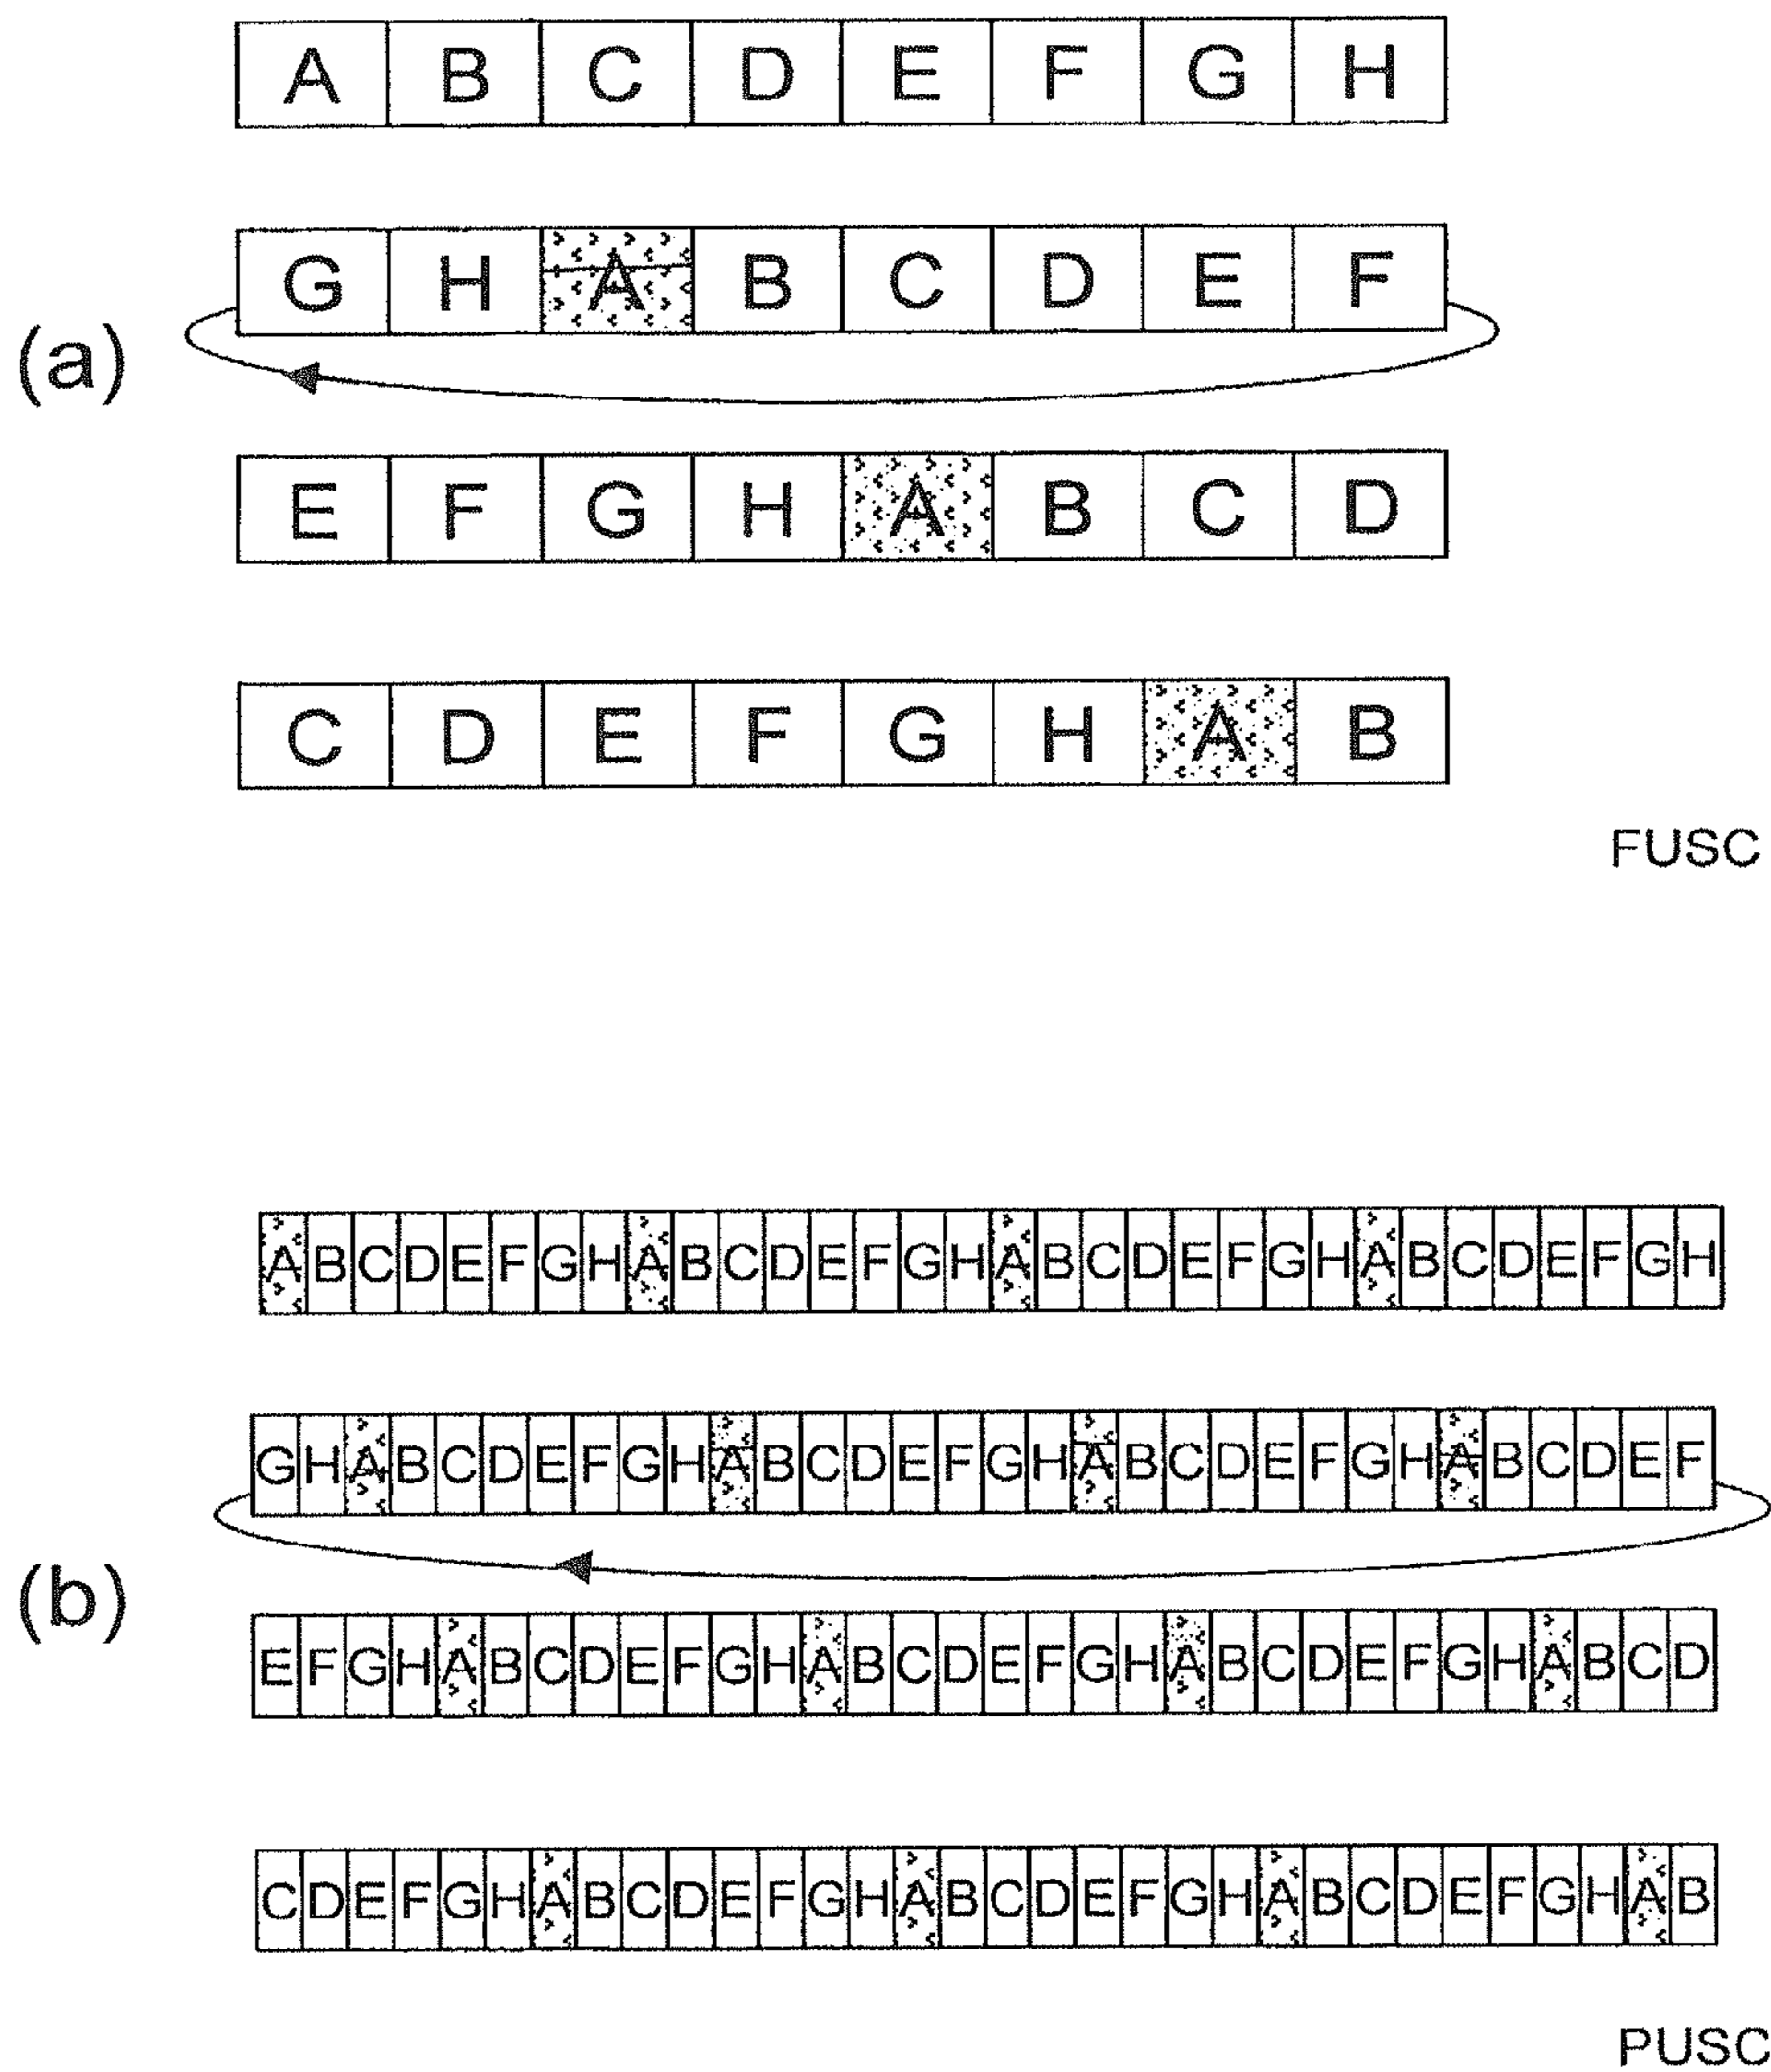 A B C D E F G H
G H A B C D E F
(a)
E F G H A B C D
C D E F G H A B
FUSC
A B C D E F G H A B C D E F G H A B C D E F G H A B C D E F G H
G H A B C D E F G H A B C D E F G H A B C D E F G H A B C D E F
(b)
E F G H A B C D E F G H A B C D E F G H A B C D E F G H A B C D
C D E F G H A B C D E F G H A B C D E F G H A B C D E F G H A B
PUSC